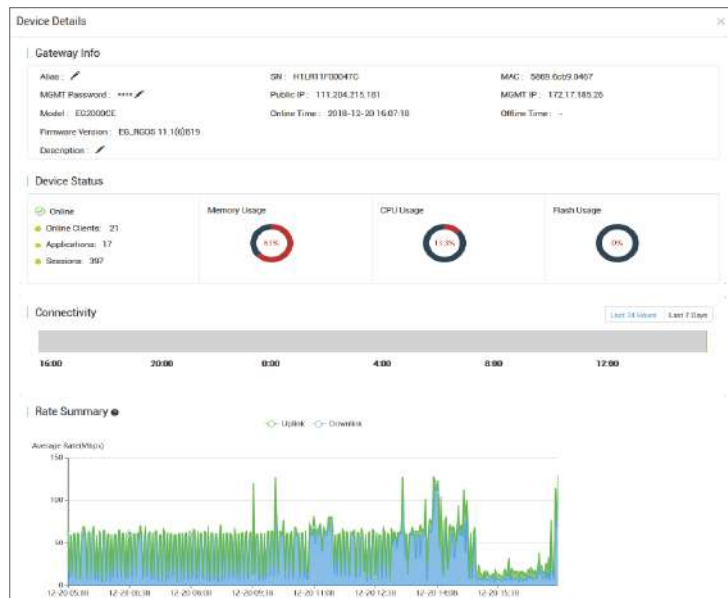 Device Details
Gateway Info
Alias :
SN : H1LR11F00047C
MAC : 5869.6cb9.0467
MGMT Password : ****
Public IP : 111.204.215.181
MGMT IP : 172.17.185.26
Model : EG2000CE
Online Time : 2018-12-20 16:07:18
Offline Time : -
Firmware Version : EG_RGOS 11.1(6)B19
Description :
Device Status
Online
Online Clients: 21
Applications: 17
Sessions: 397
Memory Usage
61%
CPU Usage
13.3%
Flash Usage
0%
Connectivity
Last 24 Hours Last 7 Days
16:00 20:00 0:00 4:00 8:00 12:00
Rate Summary
Uplink Downlink
Average Rate(Mbps)
150
100
50
0
12-20 05:00 12-20 06:30 12-20 08:00 12-20 09:30 12-20 11:00 12-20 12:30 12-20 14:00 12-20 15:30